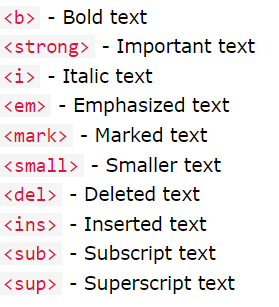 <b> - Bold text
<strong> - Important text
<i> - Italic text
<em> - Emphasized text
<mark> - Marked text
<small> - Smaller text
<del> - Deleted text
<ins> - Inserted text
<sub> - Subscript text
<sup> - Superscript text